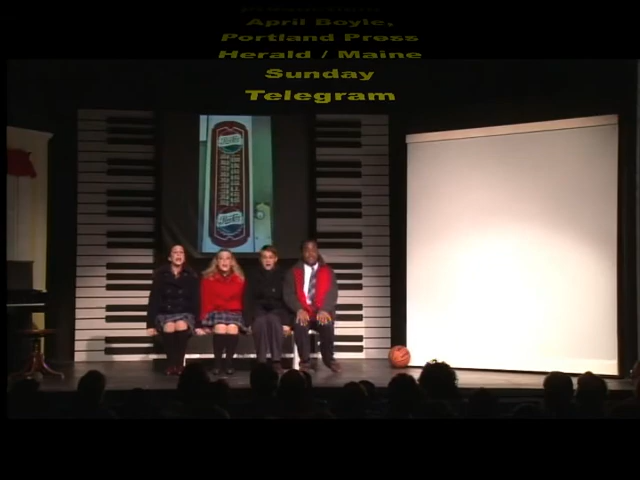 April Boyle,
Portland Press
Herald / Maine
Sunday
Telegram